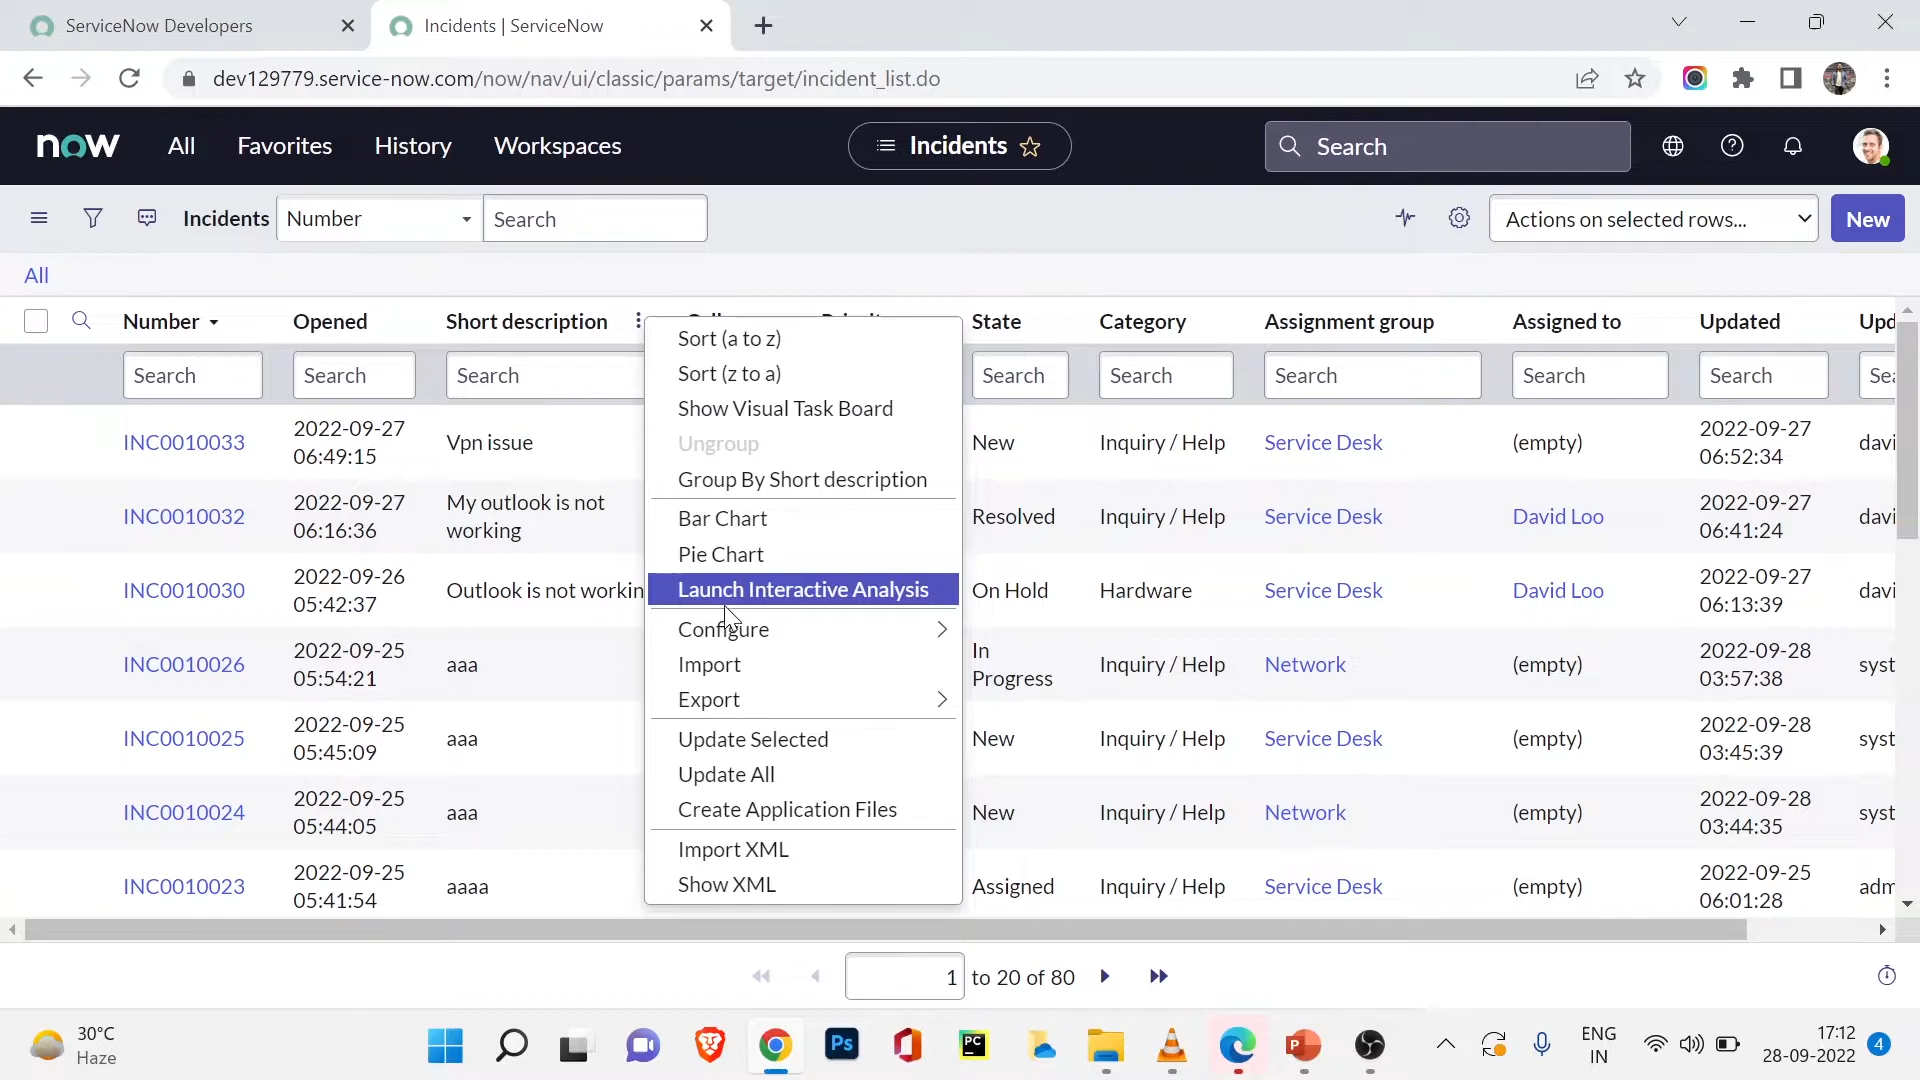 ServiceNow Developers
Incidents | ServiceNow
dev129779.service-now.com/now/nav/ui/classic/params/target/incident_list.do
now All Favorites History Workspaces Incidents Search
Incidents Number Search Actions on selected rows... New
All
Number Opened Short description State Category Assignment group Assigned to Updated Upd
Search Search Search Search Search Search Search Search Sea
INC0010033 2022-09-27 06:49:15 Vpn issue New Inquiry / Help Service Desk (empty) 2022-09-27 06:52:34 davi
INC0010032 2022-09-27 06:16:36 My outlook is not working Resolved Inquiry / Help Service Desk David Loo 2022-09-27 06:41:24 davi
INC0010030 2022-09-26 05:42:37 Outlook is not workin On Hold Hardware Service Desk David Loo 2022-09-27 06:13:39 davi
INC0010026 2022-09-25 05:54:21 aaa In Progress Inquiry / Help Network (empty) 2022-09-28 03:57:38 syst
INC0010025 2022-09-25 05:45:09 aaa New Inquiry / Help Service Desk (empty) 2022-09-28 03:45:39 syst
INC0010024 2022-09-25 05:44:05 aaa New Inquiry / Help Network (empty) 2022-09-28 03:44:35 syst
INC0010023 2022-09-25 05:41:54 aaaa Assigned Inquiry / Help Service Desk (empty) 2022-09-25 06:01:28 adm
Sort (a to z)
Sort (z to a)
Show Visual Task Board
Ungroup
Group By Short description
Bar Chart
Pie Chart
Launch Interactive Analysis
Configure
Import
Export
Update Selected
Update All
Create Application Files
Import XML
Show XML
1 to 20 of 80
30°C
Haze
Ps
PC
P
ENG
IN
17:12
28-09-2022
4